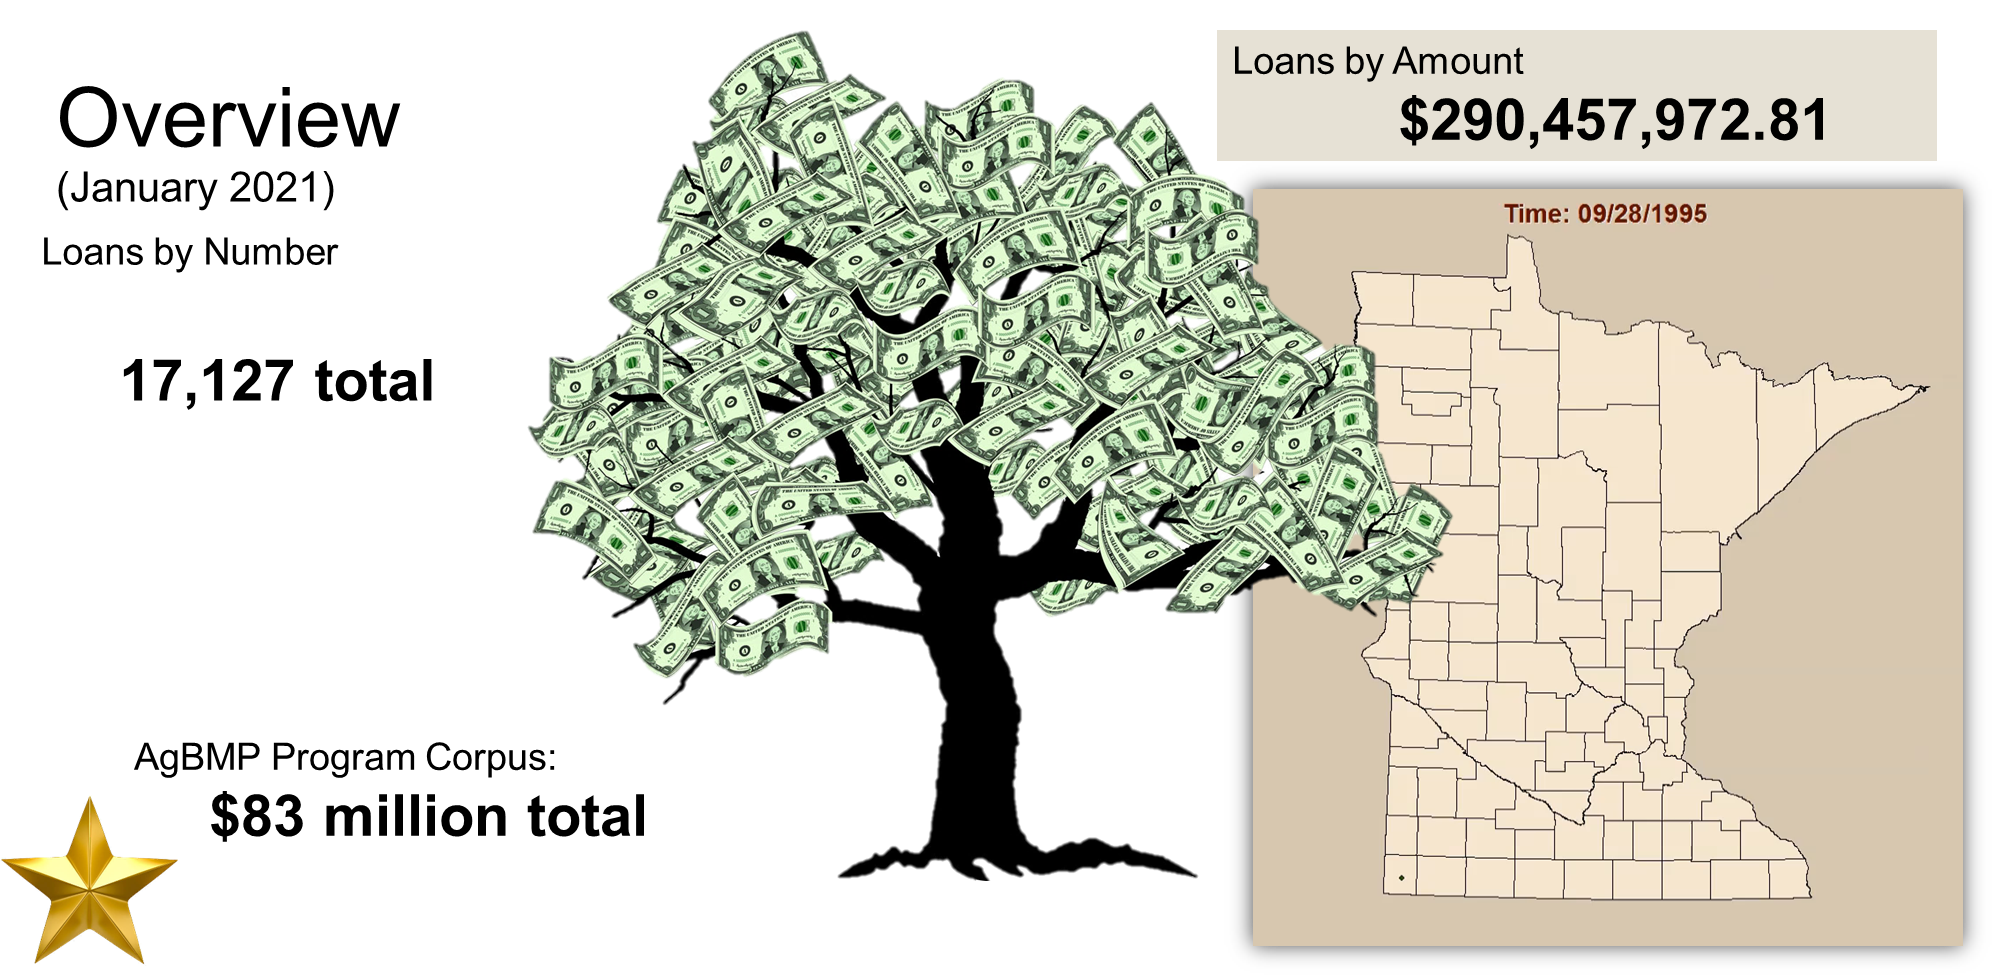 Overview
(January 2021)
Loans by Number
17,127 total
AgBMP Program Corpus:
$83 million total
Loans by Amount
$290,457,972.81
Time: 09/28/1995